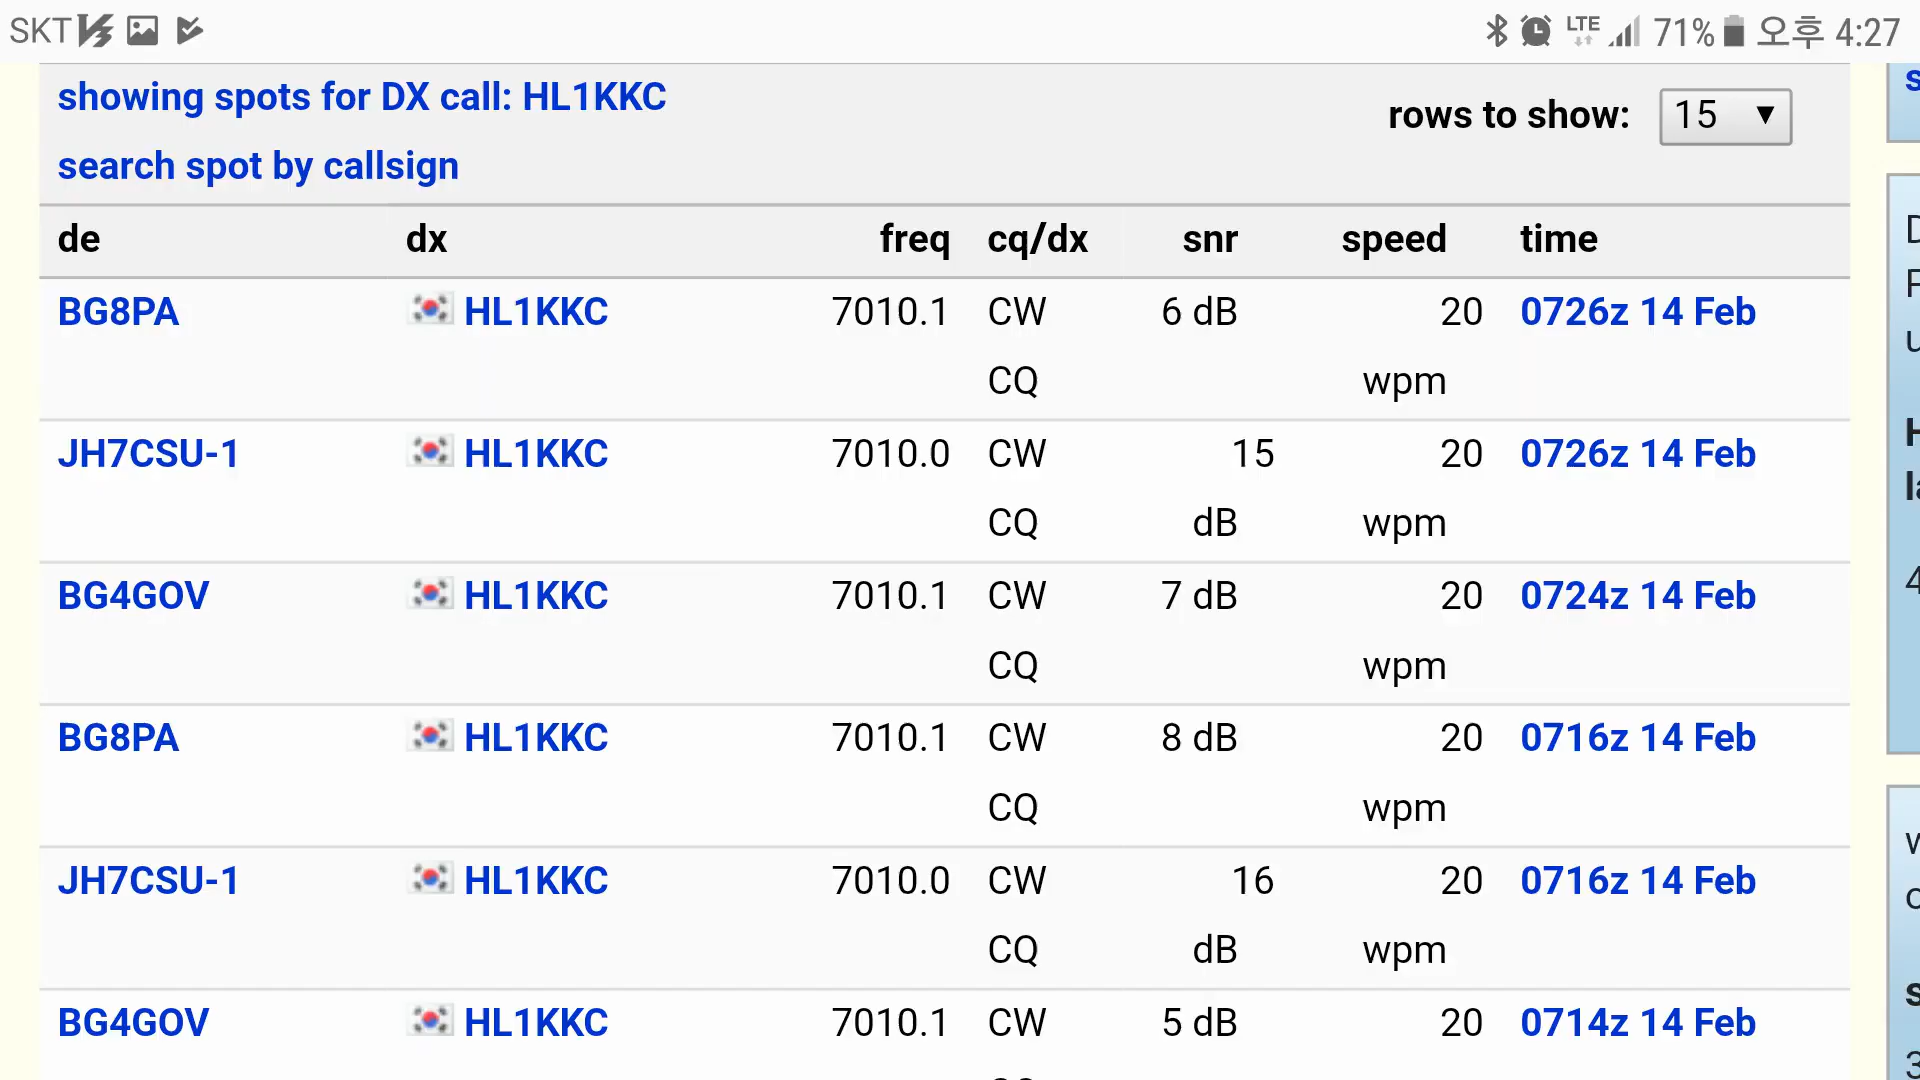 SKT LTE 71% 오후 4:27
showing spots for DX call: HL1KKC
rows to show: 15 ▼
search spot by callsign
de dx freq cq/dx snr speed time
BG8PA HL1KKC 7010.1 CW 6 dB 20 0726z 14 Feb
CQ wpm
JH7CSU-1 HL1KKC 7010.0 CW 15 20 0726z 14 Feb
CQ dB wpm
BG4GOV HL1KKC 7010.1 CW 7 dB 20 0724z 14 Feb
CQ wpm
BG8PA HL1KKC 7010.1 CW 8 dB 20 0716z 14 Feb
CQ wpm
JH7CSU-1 HL1KKC 7010.0 CW 16 20 0716z 14 Feb
CQ dB wpm
BG4GOV HL1KKC 7010.1 CW 5 dB 20 0714z 14 Feb